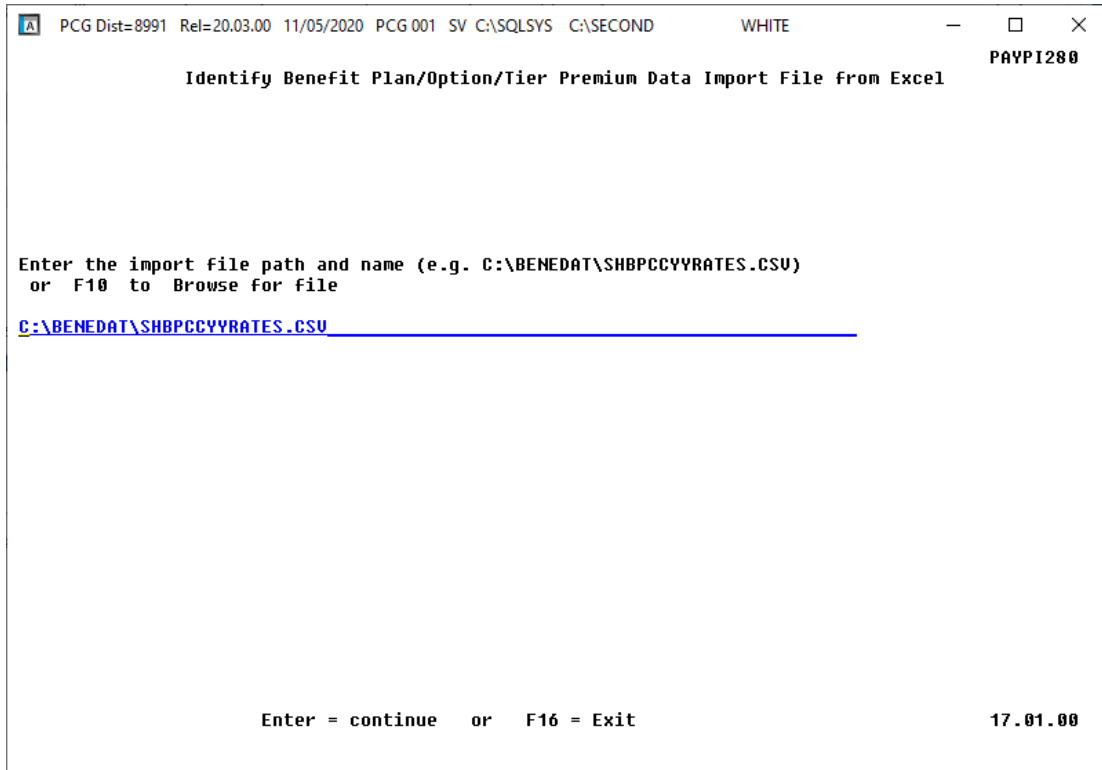 PCG Dist=8991 Rel=20.03.00 11/05/2020 PCG 001 SV C:\SQLSYS C:\SECOND WHITE
PAYPI280
Identify Benefit Plan/Option/Tier Premium Data Import File from Excel
Enter the import file path and name (e.g. C:\BENEDAT\SHBPCCYYRATES.CSV)
or F10 to Browse for file
C:\BENEDAT\SHBPCCYYRATES.CSV
Enter = continue or F16 = Exit 17.01.00